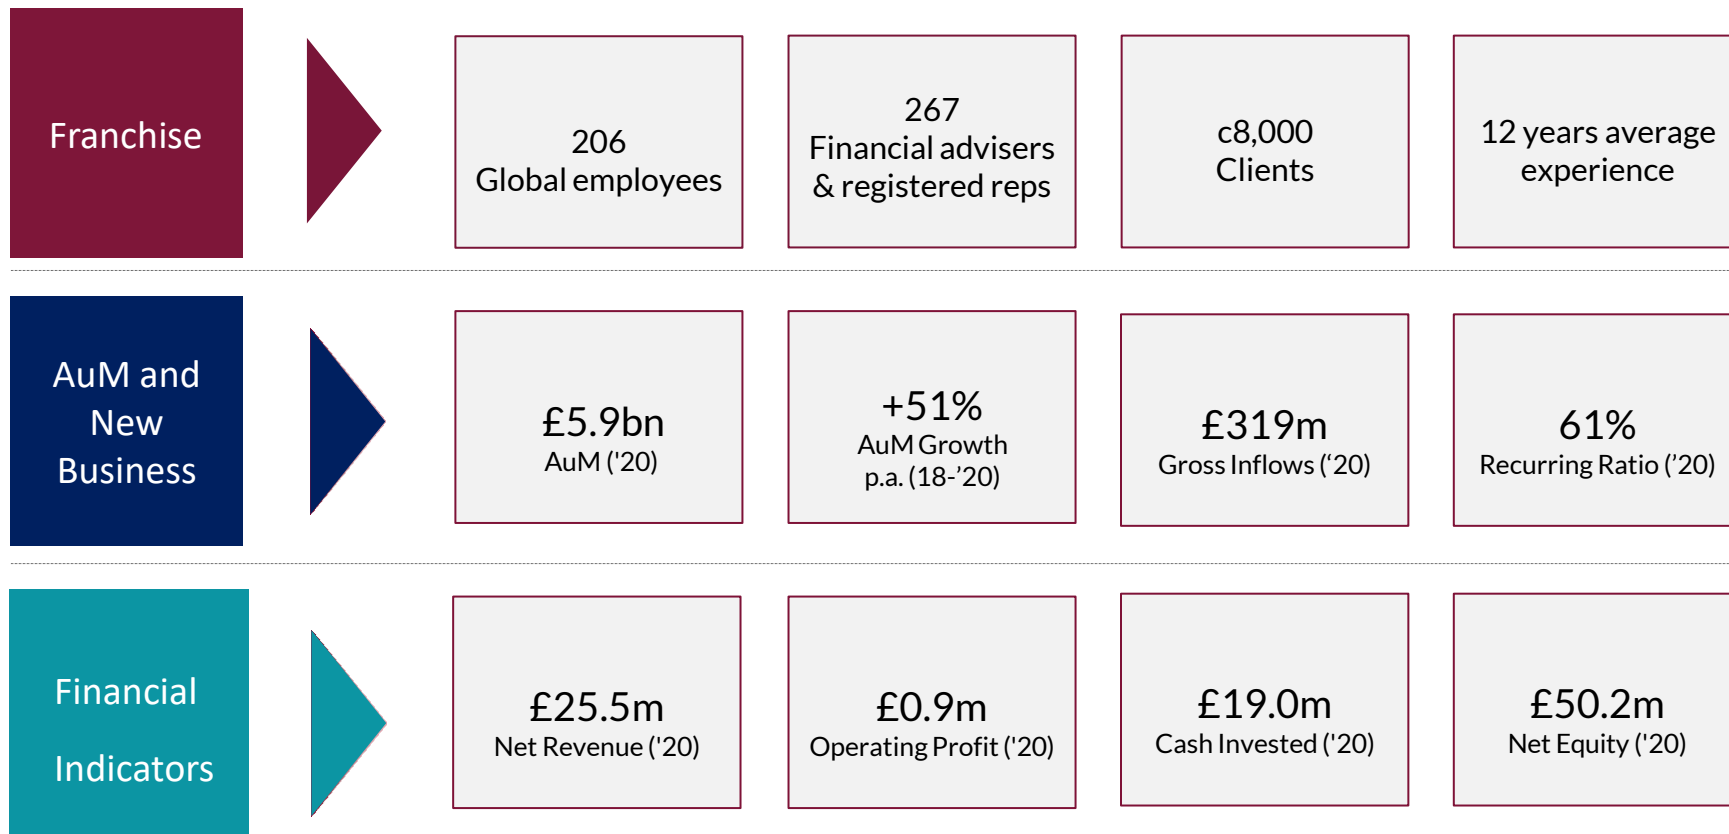 Franchise
206
Global employees
267
Financial advisers
& registered reps
c8,000
Clients
12 years average
experience
AuM and
New
Business
£5.9bn
AuM ('20)
+51%
AuM Growth
p.a. (18-’20)
£319m
Gross Inflows (‘20)
61%
Recurring Ratio (’20)
Financial
Indicators
£25.5m
Net Revenue ('20)
£0.9m
Operating Profit ('20)
£19.0m
Cash Invested ('20)
£50.2m
Net Equity ('20)